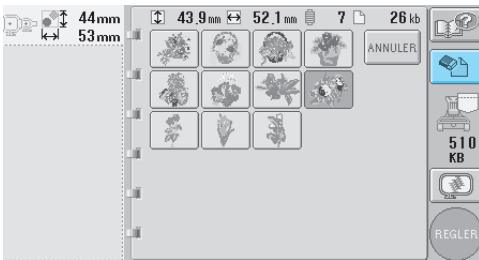 44mm
53mm
43,9mm 52,1mm 7 26kb
ANNULER
510
KB
REGLER